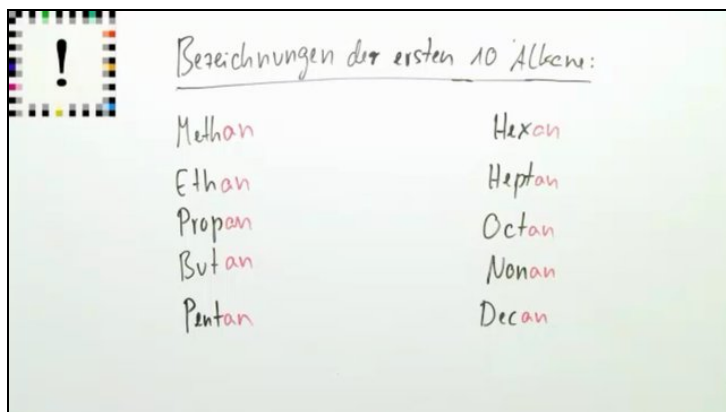 !
Bezeichnungen der ersten 10 Alkane:
Methan
Ethan
Propan
Butan
Pentan
Hexan
Heptan
Octan
Nonan
Decan